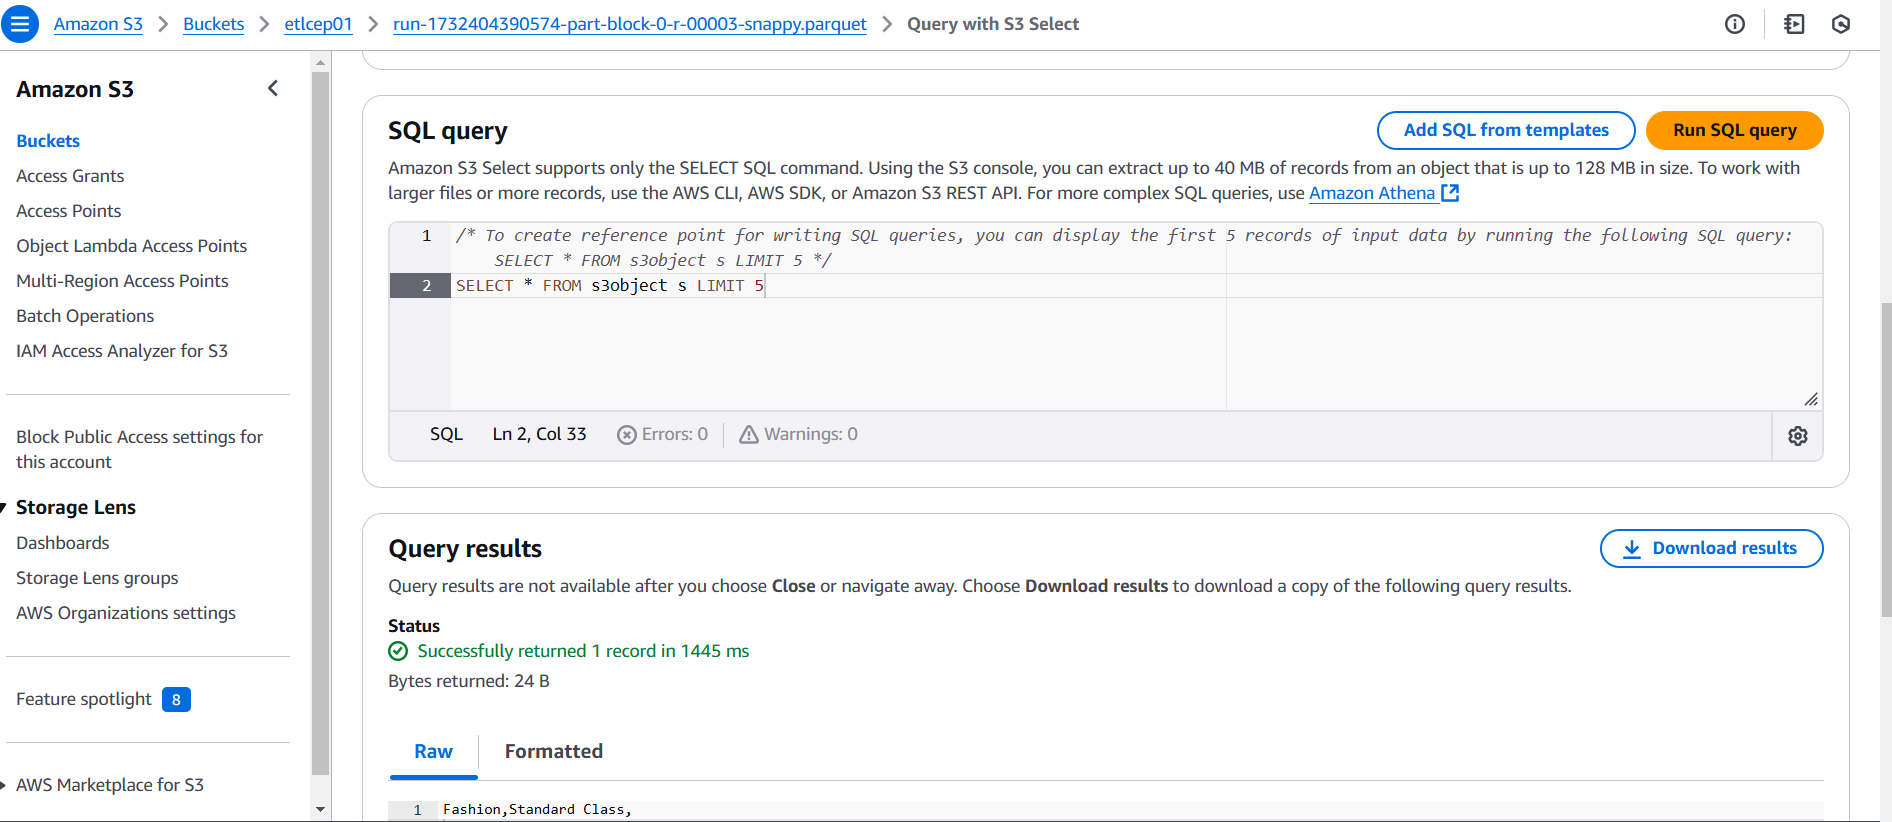 Amazon S3 > Buckets > etlcep01 > run-1732404390574-part-block-0-r-00003-snappy.parquet > Query with S3 Select
Amazon S3
Buckets
Access Grants
Access Points
Object Lambda Access Points
Multi-Region Access Points
Batch Operations
IAM Access Analyzer for S3
Block Public Access settings for
this account
Storage Lens
Dashboards
Storage Lens groups
AWS Organizations settings
Feature spotlight 8
AWS Marketplace for S3
SQL query
Add SQL from templates
Run SQL query
Amazon S3 Select supports only the SELECT SQL command. Using the S3 console, you can extract up to 40 MB of records from an object that is up to 128 MB in size. To work with
larger files or more records, use the AWS CLI, AWS SDK, or Amazon S3 REST API. For more complex SQL queries, use Amazon Athena
1 /* To create reference point for writing SQL queries, you can display the first 5 records of input data by running the following SQL query:
SELECT * FROM s3object s LIMIT 5 */
2 SELECT * FROM s3object s LIMIT 5
SQL Ln 2, Col 33 Errors: 0 Warnings: 0
Query results
Download results
Query results are not available after you choose Close or navigate away. Choose Download results to download a copy of the following query results.
Status
Successfully returned 1 record in 1445 ms
Bytes returned: 24 B
Raw Formatted
1 Fashion,Standard Class,